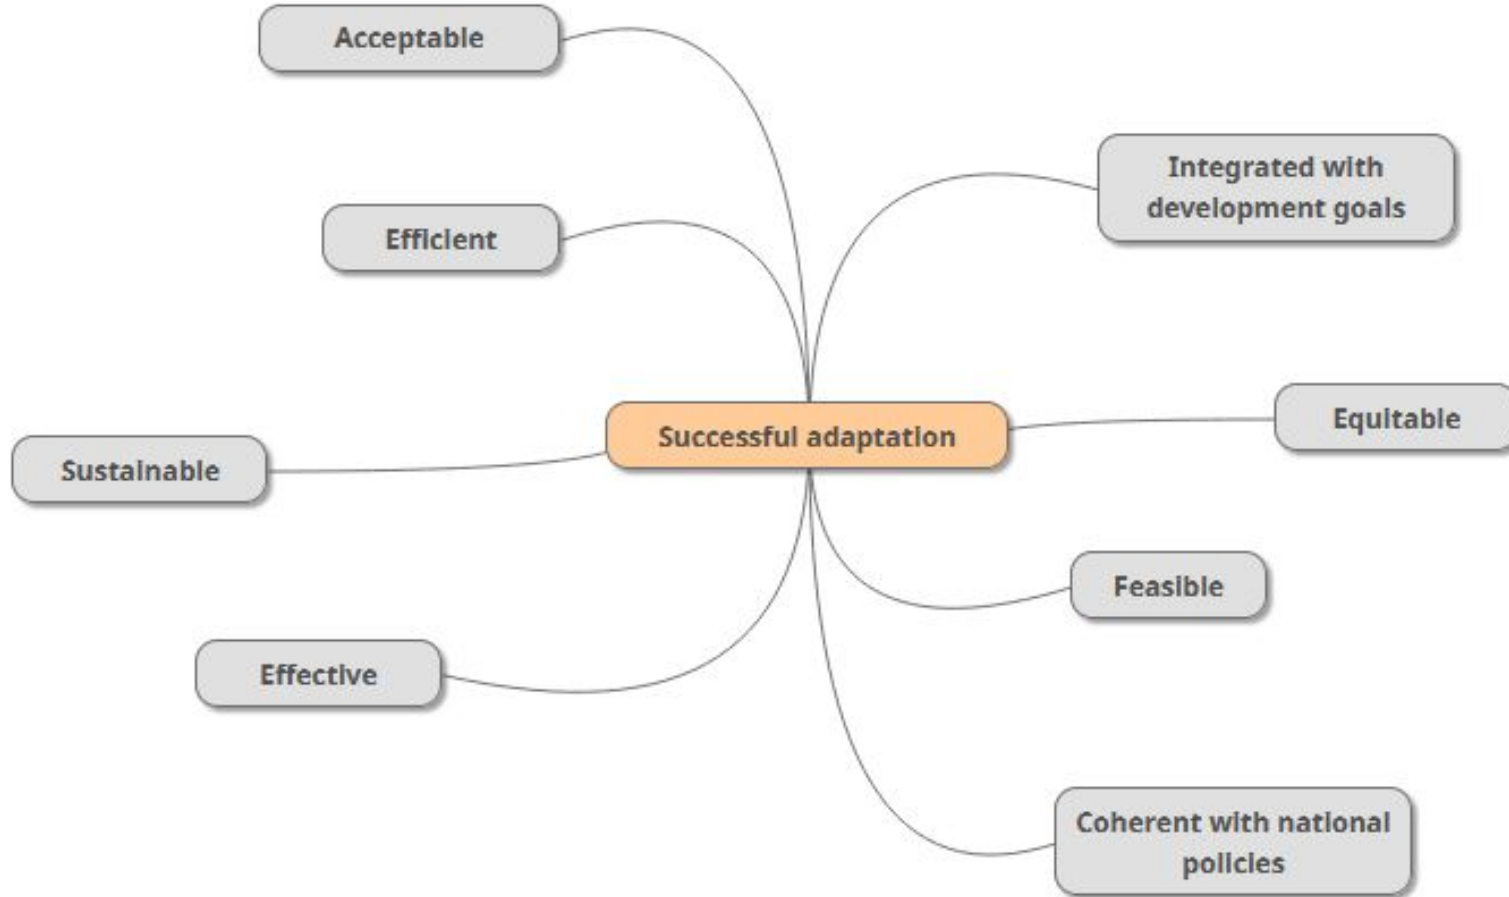 Acceptable
Integrated with
development goals
Efficient
Equitable
Successful adaptation
Sustainable
Feasible
Effective
Coherent with national
policies